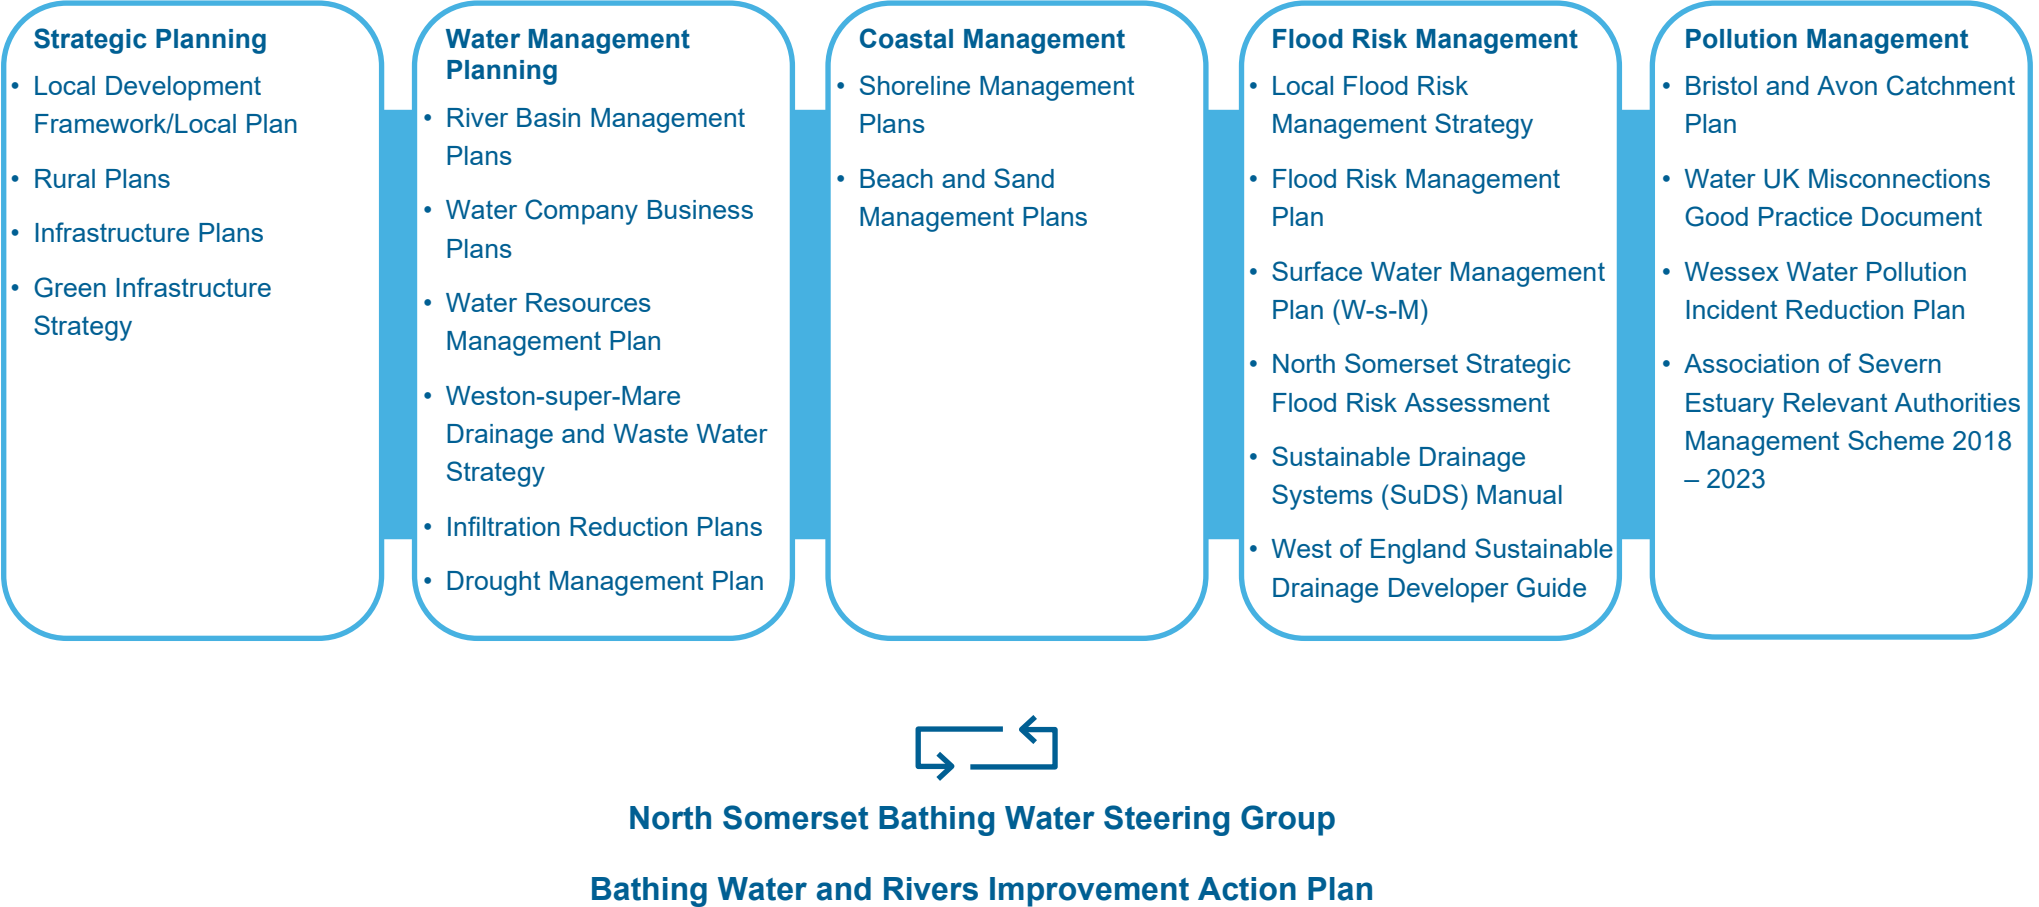 Strategic Planning
• Local Development
Framework/Local Plan
• Rural Plans
• Infrastructure Plans
• Green Infrastructure
Strategy
Water Management
Planning
• River Basin Management
Plans
• Water Company Business
Plans
• Water Resources
Management Plan
• Weston-super-Mare
Drainage and Waste Water
Strategy
• Infiltration Reduction Plans
• Drought Management Plan
Coastal Management
• Shoreline Management
Plans
• Beach and Sand
Management Plans
Flood Risk Management
• Local Flood Risk
Management Strategy
• Flood Risk Management
Plan
• Surface Water Management
Plan (W-s-M)
• North Somerset Strategic
Flood Risk Assessment
• Sustainable Drainage
Systems (SuDS) Manual
• West of England Sustainable
Drainage Developer Guide
Pollution Management
• Bristol and Avon Catchment
Plan
• Water UK Misconnections
Good Practice Document
• Wessex Water Pollution
Incident Reduction Plan
• Association of Severn
Estuary Relevant Authorities
Management Scheme 2018
– 2023
North Somerset Bathing Water Steering Group
Bathing Water and Rivers Improvement Action Plan